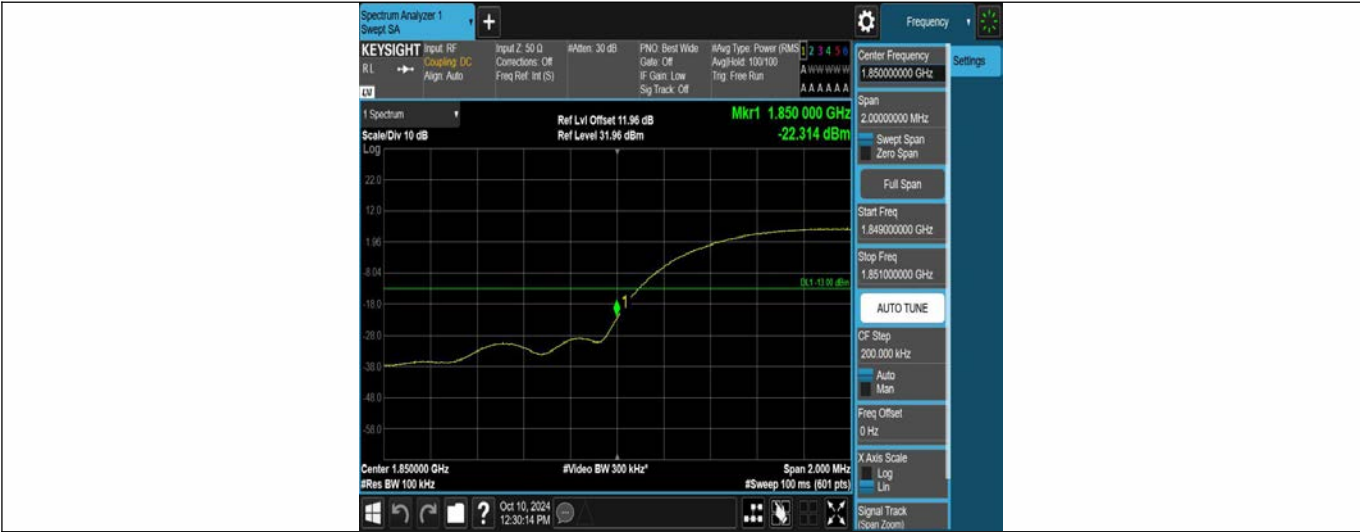 Spectrum Analyzer 1
Swept SA
Frequency
KEYSIGHT
RL
Input: RF
Coupling: DC
Align: Auto
Input Z: 50 Ω
Corrections: Off
Freq Ref: Int (S)
#Atten: 30 dB
PNO: Best Wide
Gate: Off
IF Gain: Low
Sig Track: Off
#Avg Type: Power (RMS
Avg|Hold: 100/100
Trig: Free Run
1 2 3 4 5 6
A W W W W W
A A A A A A
Center Frequency
1.850000000 GHz
Settings
Span
2.00000000 MHz
Swept Span
Zero Span
Full Span
Start Freq
1.849000000 GHz
Stop Freq
1.851000000 GHz
AUTO TUNE
CF Step
200.000 kHz
Auto
Man
Freq Offset
0 Hz
X Axis Scale
Log
Lin
Signal Track
(Span Zoom)
1 Spectrum
Scale/Div 10 dB
Log
Ref Lvl Offset 11.96 dB
Ref Level 31.96 dBm
Mkr1 1.850 000 GHz
-22.314 dBm
22.0
12.0
1.96
-8.04
-18.0
-28.0
-38.0
-48.0
-58.0
DL1 -13.00 dBm
1
Center 1.850000 GHz
#Res BW 100 kHz
#Video BW 300 kHz*
Span 2.000 MHz
#Sweep 100 ms (601 pts)
Oct 10, 2024
12:30:14 PM